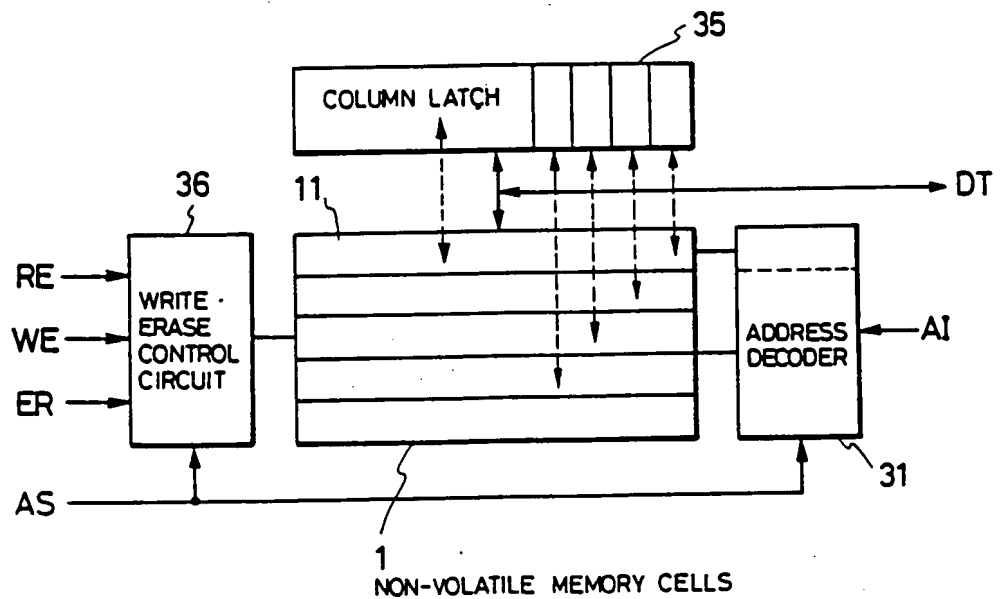 35
COLUMN LATCH
DT
36
11
RE
WE
ER
WRITE
ERASE
CONTROL
CIRCUIT
ADDRESS
DECODER
AI
AS
31
1
NON-VOLATILE MEMORY CELLS